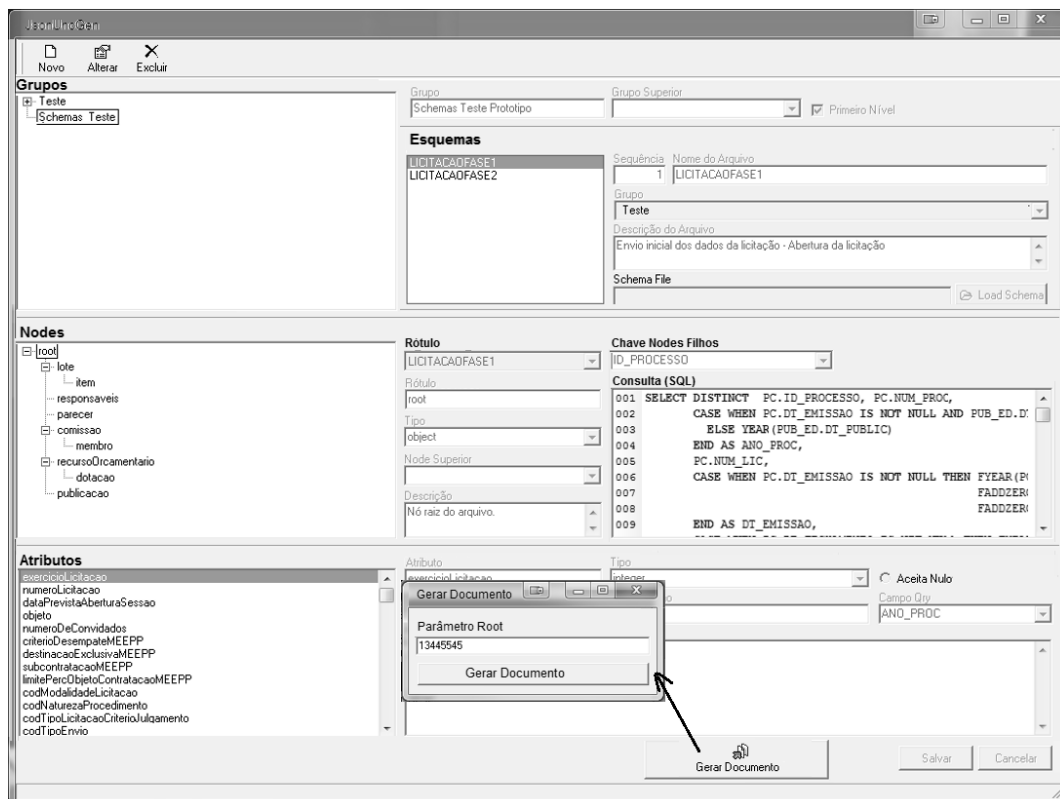 JsonUnoGen
Novo Alterar Excluir
Grupos
Teste
Schemas Teste
Grupo Grupo Superior
Schemas Teste Prototipo Primeiro Nível
Esquemas
LICITACAOFASE1
LICITACAOFASE2
Sequência Nome do Arquivo
1 LICITACAOFASE1
Grupo
Teste
Descrição do Arquivo
Envio inicial dos dados da licitação - Abertura da licitação
Schema File
Load Schema
Nodes
root
lote
item
responsaveis
parecer
comissao
membro
recursoOrcamentario
dotacao
publicacao
Rótulo
LICITACAOFASE1
Rótulo
root
Tipo
object
Node Superior
Descrição
Nó raiz do arquivo.
Chave Nodes Filhos
ID_PROCESSO
Consulta (SQL)
001 SELECT DISTINCT PC.ID_PROCESSO, PC.NUM_PROC,
002 CASE WHEN PC.DT_EMISSAO IS NOT NULL AND PUB_ED.D
003 ELSE YEAR(PUB_ED.DT_PUBLIC)
004 END AS ANO_PROC,
005 PC.NUM_LIC,
006 CASE WHEN PC.DT_EMISSAO IS NOT NULL THEN FYEAR(P
007 FADDZERO
008 FADDZERO
009 END AS DT_EMISSAO,
Atributos
exercicioLicitacao
numeroLicitacao
dataPrevistaAberturaSessao
objeto
numeroDeConvidados
criterioDesempateMEEPP
destinacaoExclusivaMEEPP
subcontratacaoMEEPP
limitePercObjetoContratacaoMEEPP
codModalidadeLicitacao
codNaturezaProcedimento
codTipoLicitacaoCriterioJulgamento
codTipoEnvio
Atributo Tipo
exercicioLicitacao integer Aceita Nulo
Campo Qry
ANO_PROC
Gerar Documento
Parâmetro Root
13445545
Gerar Documento
Gerar Documento
Salvar Cancelar